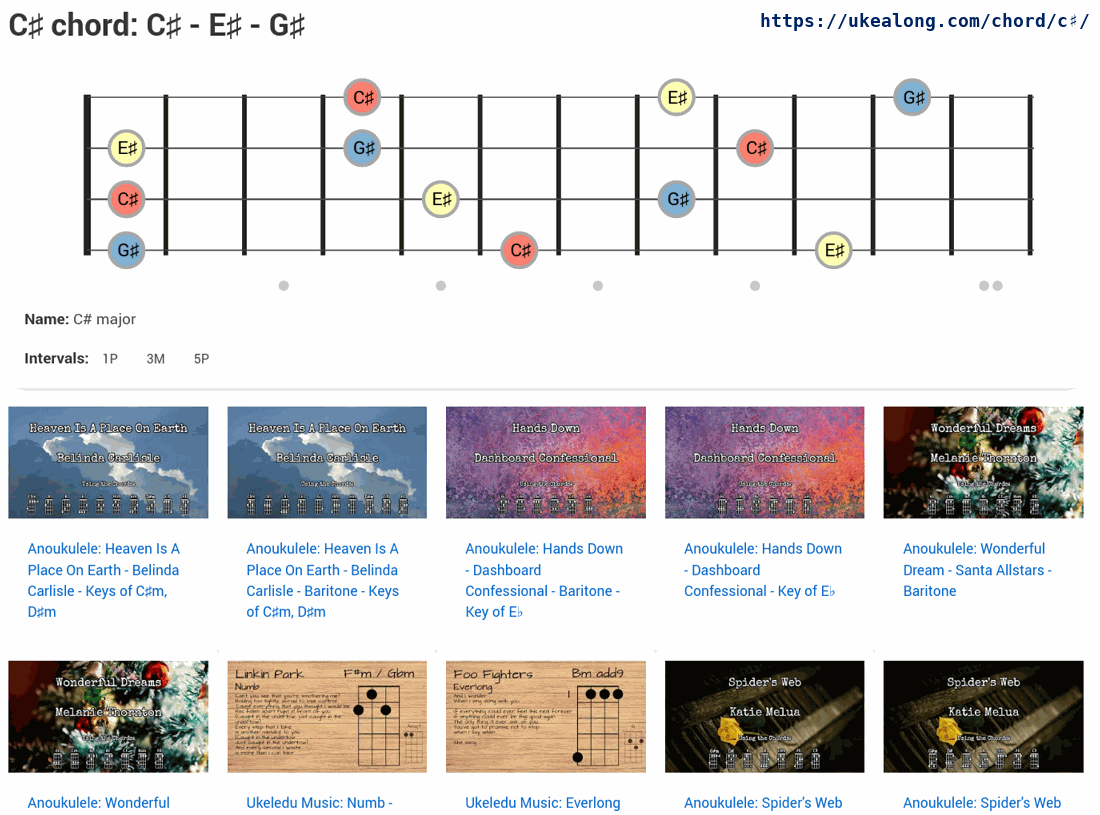 C♯ chord: C♯ - E♯ - G♯
https://ukealong.com/chord/c♯/
C♯ E♯ G♯
E♯ G♯ C♯
C♯ E♯ G♯
G♯ C♯ E♯
Name: C# major
Intervals: 1P 3M 5P
Heaven Is A Place On Earth
Belinda Carlisle
Using the Chords:
Heaven Is A Place On Earth
Belinda Carlisle
Using the Chords:
Hands Down
Dashboard Confessional
Using the Chords:
Hands Down
Dashboard Confessional
Using the Chords:
Wonderful Dreams
Melanie Thornton
Using the Chords:
Anoukulele: Heaven Is A
Place On Earth - Belinda
Carlisle - Keys of C♯m,
D♯m
Anoukulele: Heaven Is A
Place On Earth - Belinda
Carlisle - Baritone - Keys
of C♯m, D♯m
Anoukulele: Hands Down
- Dashboard
Confessional - Baritone -
Key of E♭
Anoukulele: Hands Down
- Dashboard
Confessional - Key of E♭
Anoukulele: Wonderful
Dream - Santa Allstars -
Baritone
Wonderful Dreams
Melanie Thornton
Using the Chords:
Linkin Park F#m / Gbm
Numb
Foo Fighters Bm add9
Everlong
1
Spider's Web
Katie Melua
Using the Chords:
Spider's Web
Katie Melua
Using the Chords:
Anoukulele: Wonderful
Ukeledu Music: Numb -
Ukeledu Music: Everlong
Anoukulele: Spider's Web
Anoukulele: Spider's Web